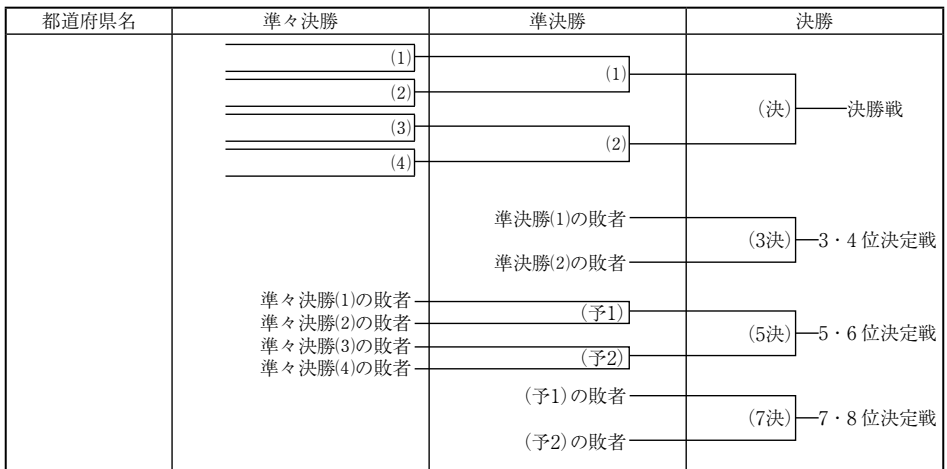 都道府県名 準々決勝 準決勝 決勝
(1)
(1)
(2)
(決) 決勝戦
(3)
(2)
(4)
準決勝(1)の敗者
(3決) 3・4位決定戦
準決勝(2)の敗者
準々決勝(1)の敗者
(予1)
準々決勝(2)の敗者
(5決) 5・6位決定戦
準々決勝(3)の敗者
(予2)
準々決勝(4)の敗者
(予1)の敗者
(7決) 7・8位決定戦
(予2)の敗者